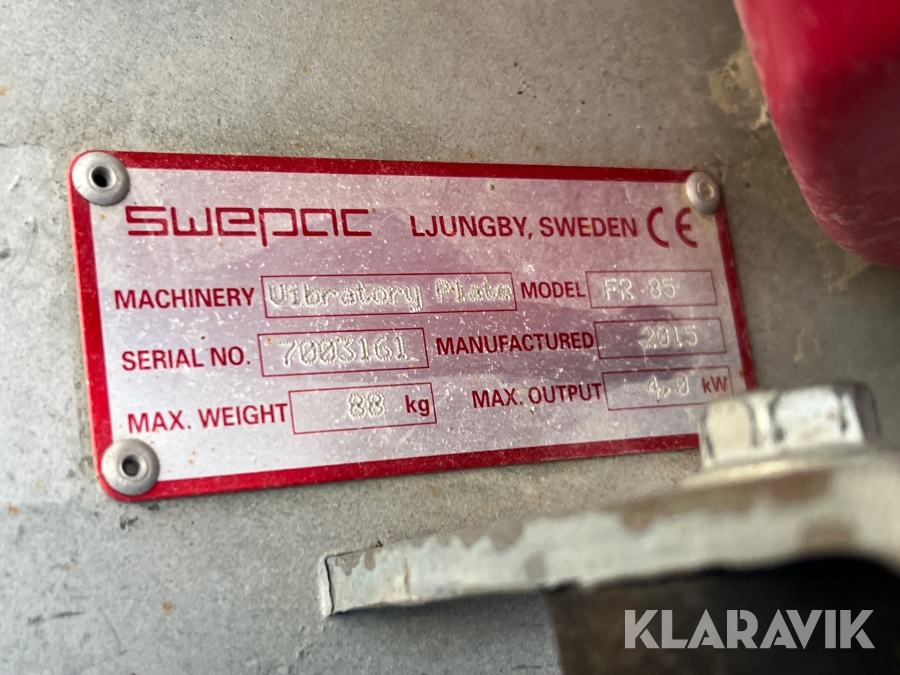 swepac LJUNGBY, SWEDEN CE
MACHINERY Vibratory Plate MODEL FR 85
SERIAL NO. 7003161 MANUFACTURED 2015
MAX. WEIGHT 88 kg MAX. OUTPUT 4,0 kW
KLARAVIK